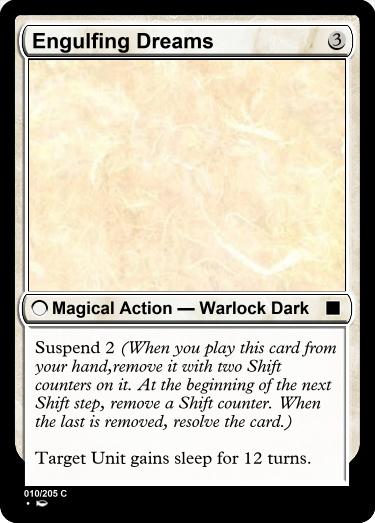 Engulfing Dreams 3
Magical Action — Warlock Dark
Suspend 2 (When you play this card from
your hand,remove it with two Shift
counters on it. At the beginning of the next
Shift step, remove a Shift counter. When
the last is removed, resolve the card.)
Target Unit gains sleep for 12 turns.
010/205 C